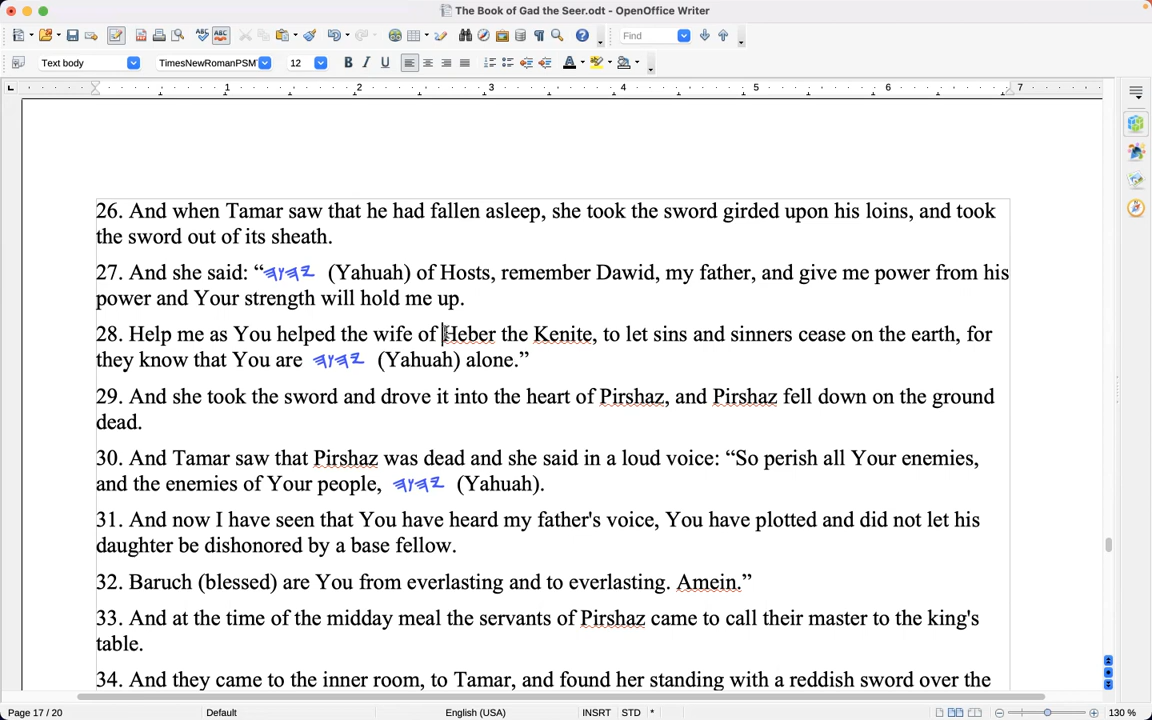 The Book of Gad the Seer.odt - OpenOffice Writer
Find
Text body TimesNewRomanPSMT 12 B I U A
1 2 3 4 5 6 7
26. And when Tamar saw that he had fallen asleep, she took the sword girded upon his loins, and took
the sword out of its sheath.
27. And she said: “𐤉𐤄𐤅𐤄 (Yahuah) of Hosts, remember Dawid, my father, and give me power from his
power and Your strength will hold me up.
28. Help me as You helped the wife of Heber the Kenite, to let sins and sinners cease on the earth, for
they know that You are 𐤉𐤄𐤅𐤄 (Yahuah) alone.”
29. And she took the sword and drove it into the heart of Pirshaz, and Pirshaz fell down on the ground
dead.
30. And Tamar saw that Pirshaz was dead and she said in a loud voice: “So perish all Your enemies,
and the enemies of Your people, 𐤉𐤄𐤅𐤄 (Yahuah).
31. And now I have seen that You have heard my father's voice, You have plotted and did not let his
daughter be dishonored by a base fellow.
32. Baruch (blessed) are You from everlasting and to everlasting. Amein.”
33. And at the time of the midday meal the servants of Pirshaz came to call their master to the king's
table.
34. And they came to the inner room, to Tamar, and found her standing with a reddish sword over the
Page 17 / 20 Default English (USA) INSRT STD * 130 %